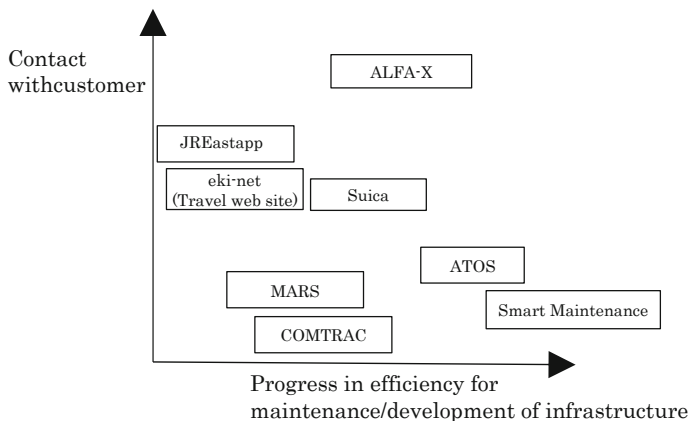 Contact
withcustomer
ALFA-X
JREastapp
eki-net
(Travel web site)
Suica
ATOS
MARS
Smart Maintenance
COMTRAC
Progress in efficiency for
maintenance/development of infrastructure